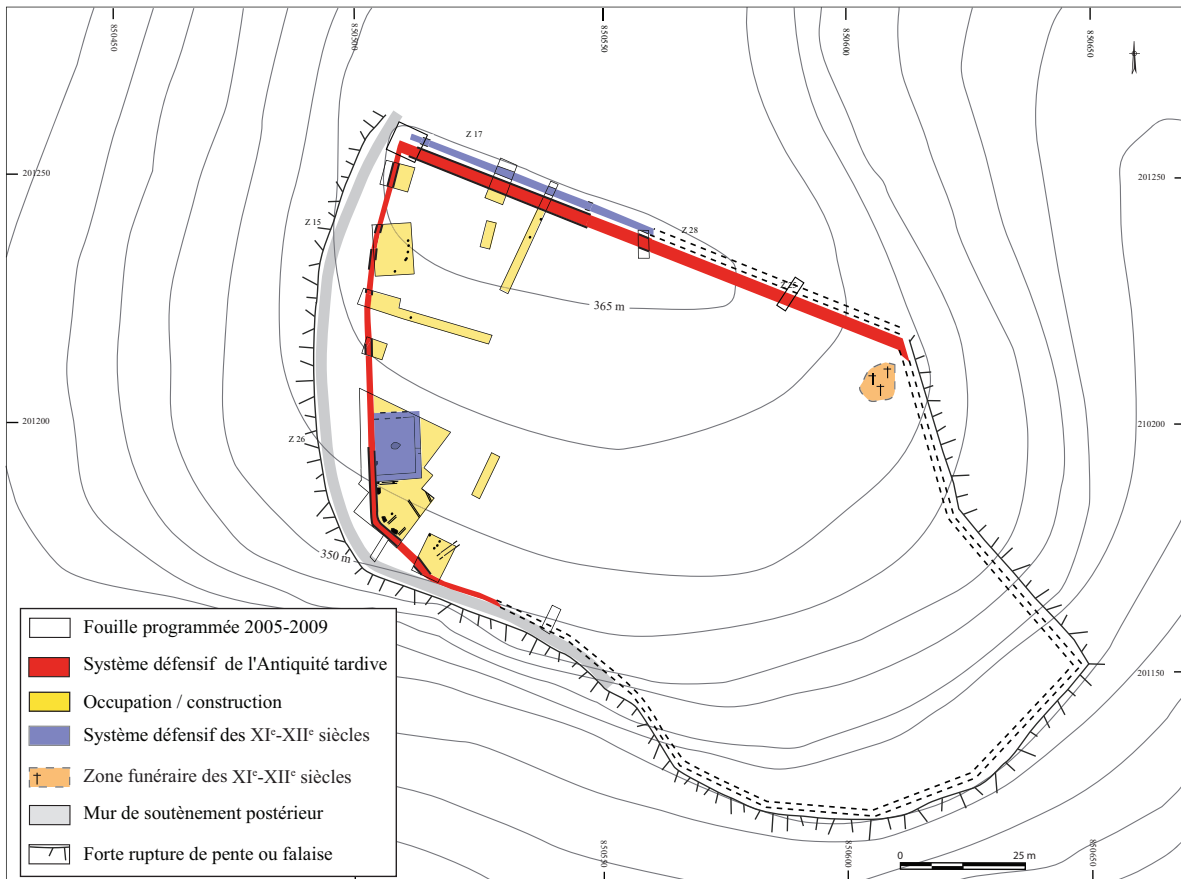 850450
850500
850550
850600
850650
Z 17
201250
201250
Z 15
Z 28
365 m
201200
210200
Z 26
350 m
201150
Fouille programmée 2005-2009
Système défensif de l'Antiquité tardive
Occupation / construction
Système défensif des XIe-XIIe siècles
Zone funéraire des XIe-XIIe siècles
Mur de soutènement postérieur
Forte rupture de pente ou falaise
0 25 m
850550
850600
850650